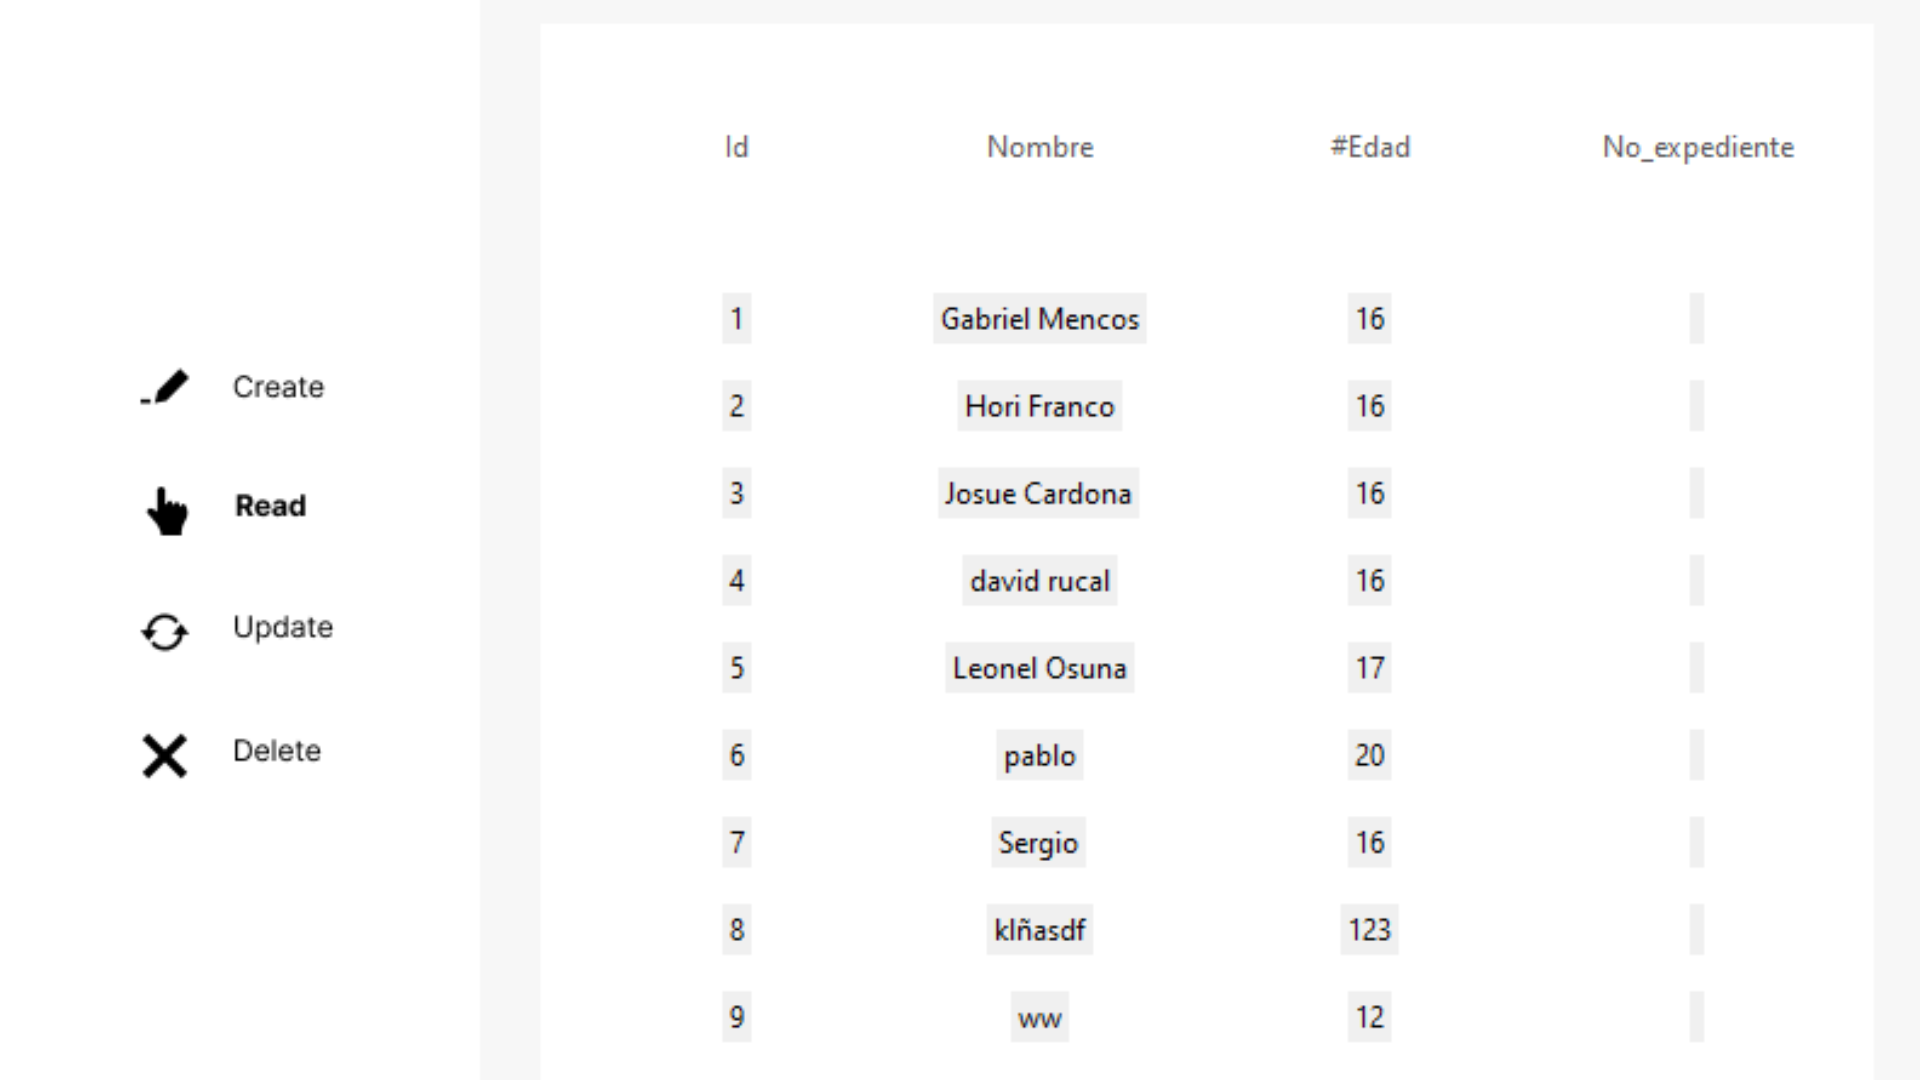 Create
Read
Update
Delete
Id Nombre #Edad No_expediente
1 Gabriel Mencos 16
2 Hori Franco 16
3 Josue Cardona 16
4 david rucal 16
5 Leonel Osuna 17
6 pablo 20
7 Sergio 16
8 klñasdf 123
9 ww 12